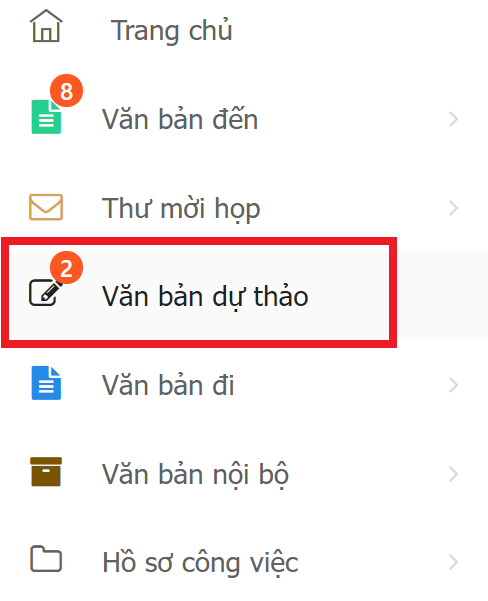 Trang chủ
8
Văn bản đến
Thư mời họp
2
Văn bản dự thảo
Văn bản đi
Văn bản nội bộ
Hồ sơ công việc